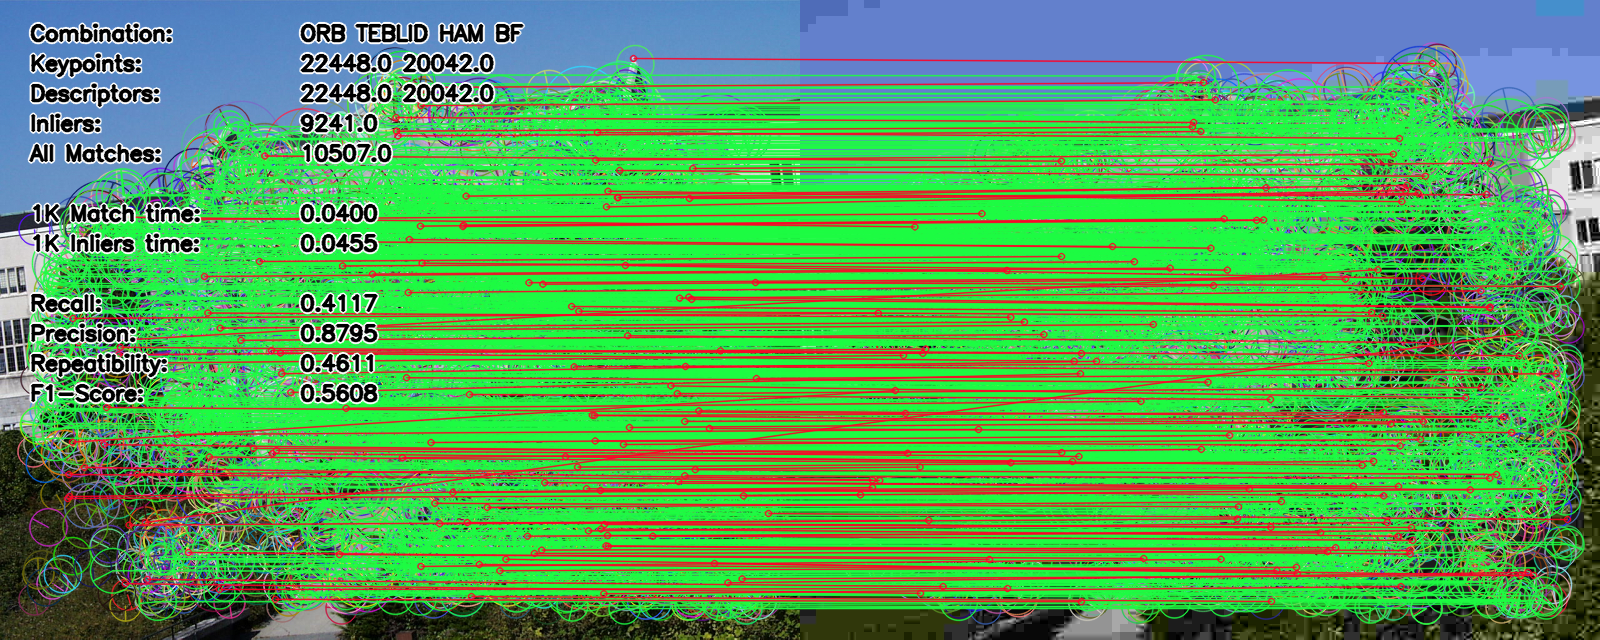 Combination: ORB TEBLID HAM BF
Keypoints: 22448.0 20042.0
Descriptors: 22448.0 20042.0
Inliers: 9241.0
All Matches: 10507.0
1K Match time: 0.0400
1K Inliers time: 0.0455
Recall: 0.4117
Precision: 0.8795
Repeatibility: 0.4611
F1-Score: 0.5608